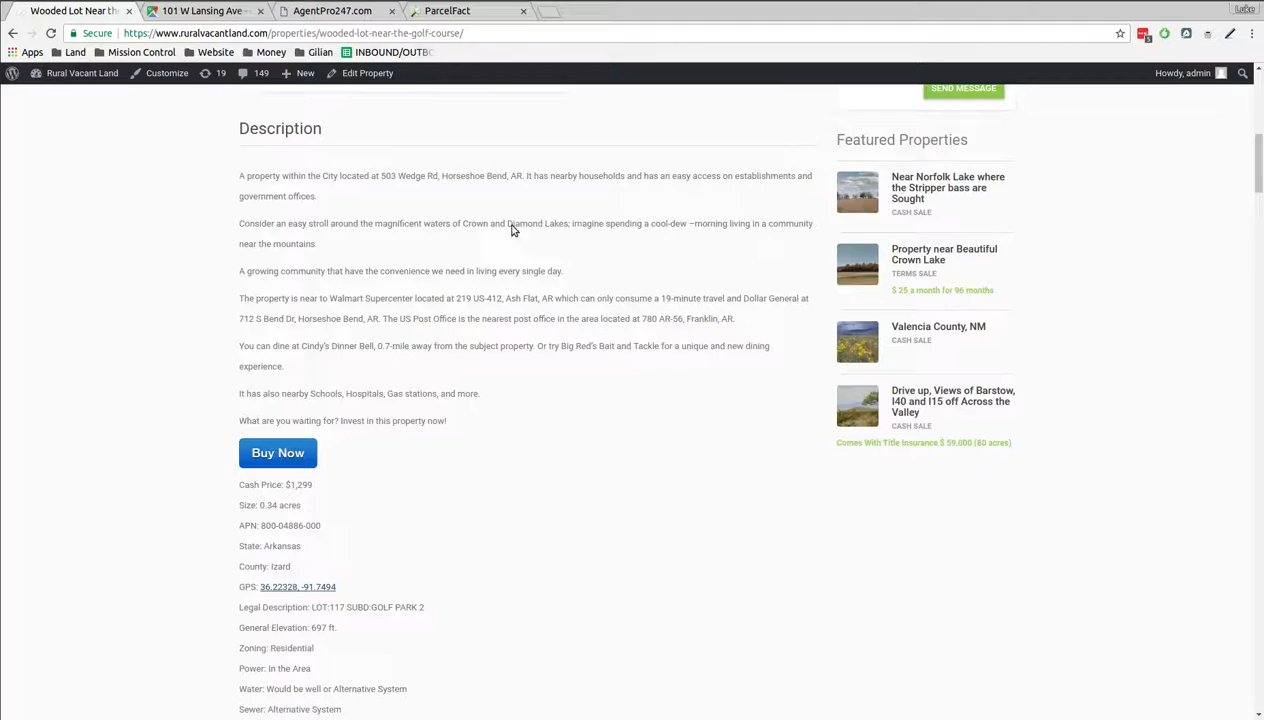 Wooded Lot Near the
101 W Lansing Ave -
AgentPro247.com
ParcelFact
Luke
Secure
https://www.ruralvacantland.com/properties/wooded-lot-near-the-golf-course/
Apps
Land
Mission Control
Website
Money
Gilian
INBOUND/OUTBO
Rural Vacant Land
Customize
19
149
New
Edit Property
Howdy, admin
SEND MESSAGE
Description
A property within the City located at 503 Wedge Rd, Horseshoe Bend, AR. It has nearby households and has an easy access on establishments and
government offices.
Consider an easy stroll around the magnificent waters of Crown and Diamond Lakes; imagine spending a cool-dew –morning living in a community
near the mountains
A growing community that have the convenience we need in living every single day.
The property is near to Walmart Supercenter located at 219 US-412, Ash Flat, AR which can only consume a 19-minute travel and Dollar General at
712 S Bend Dr, Horseshoe Bend, AR. The US Post Office is the nearest post office in the area located at 780 AR-56, Franklin, AR.
You can dine at Cindy's Dinner Bell, 0.7-mile away from the subject property. Or try Big Red's Bait and Tackle for a unique and new dining
experience.
It has also nearby Schools, Hospitals, Gas stations, and more.
What are you waiting for? Invest in this property now!
Buy Now
Cash Price: $1,299
Size: 0.34 acres
APN: 800-04886-000
State: Arkansas
County: Izard
GPS: 36.22328, -91.7494
Legal Description: LOT:117 SUBD:GOLF PARK 2
General Elevation: 697 ft.
Zoning: Residential
Power: In the Area
Water: Would be well or Alternative System
Sewer: Alternative System
Featured Properties
Near Norfolk Lake where
the Stripper bass are
Sought
CASH SALE
Property near Beautiful
Crown Lake
TERMS SALE
$ 25 a month for 96 months
Valencia County, NM
CASH SALE
Drive up, Views of Barstow,
I40 and I15 off Across the
Valley
CASH SALE
Comes With Title Insurance $ 59,000 (80 acres)